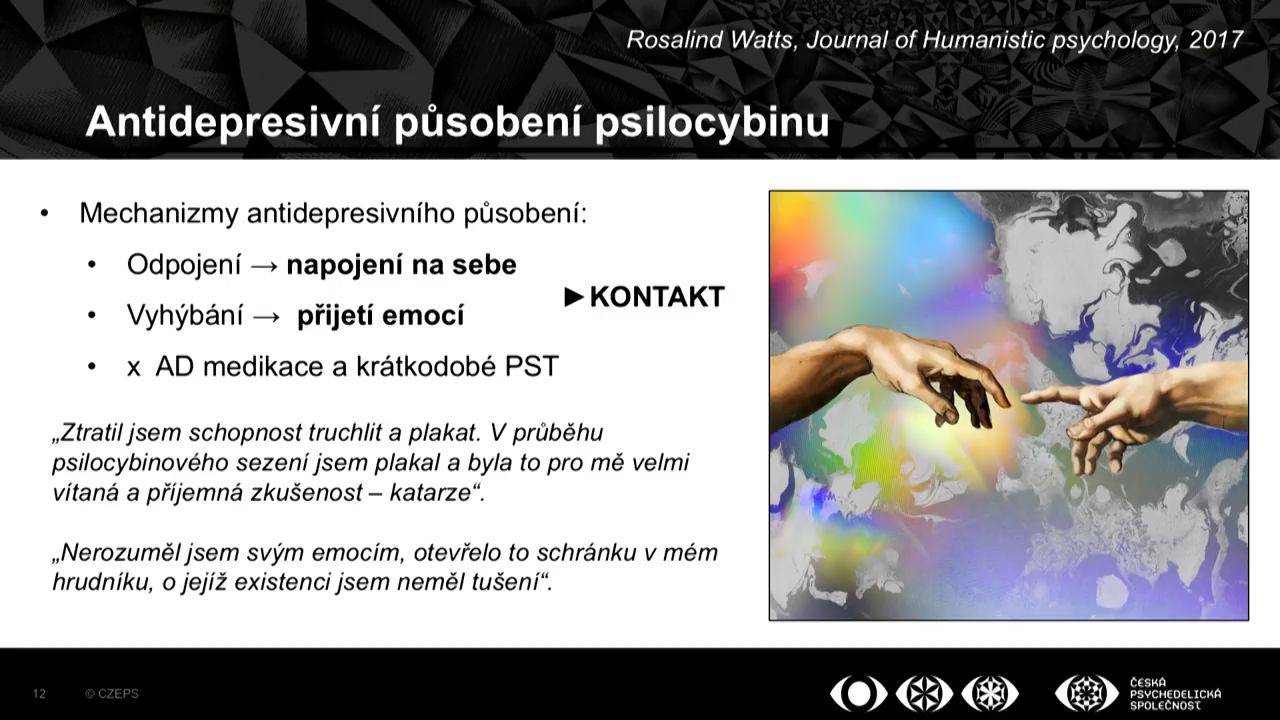 Rosalind Watts, Journal of Humanistic psychology, 2017
Antidepresivní působení psilocybinu
• Mechanizmy antidepresivního působení:
• Odpojení → napojení na sebe
• Vyhýbání → přijetí emocí
►KONTAKT
• x AD medikace a krátkodobé PST
„Ztratil jsem schopnost truchlit a plakat. V průběhu
psilocybinového sezení jsem plakal a byla to pro mě velmi
vítaná a příjemná zkušenost – katarze“.
„Nerozuměl jsem svým emocím, otevřelo to schránku v mém
hrudníku, o jejíž existenci jsem neměl tušení“.
12 © CZEPS
ČESKÁ
PSYCHEDELICKÁ
SPOLEČNOST